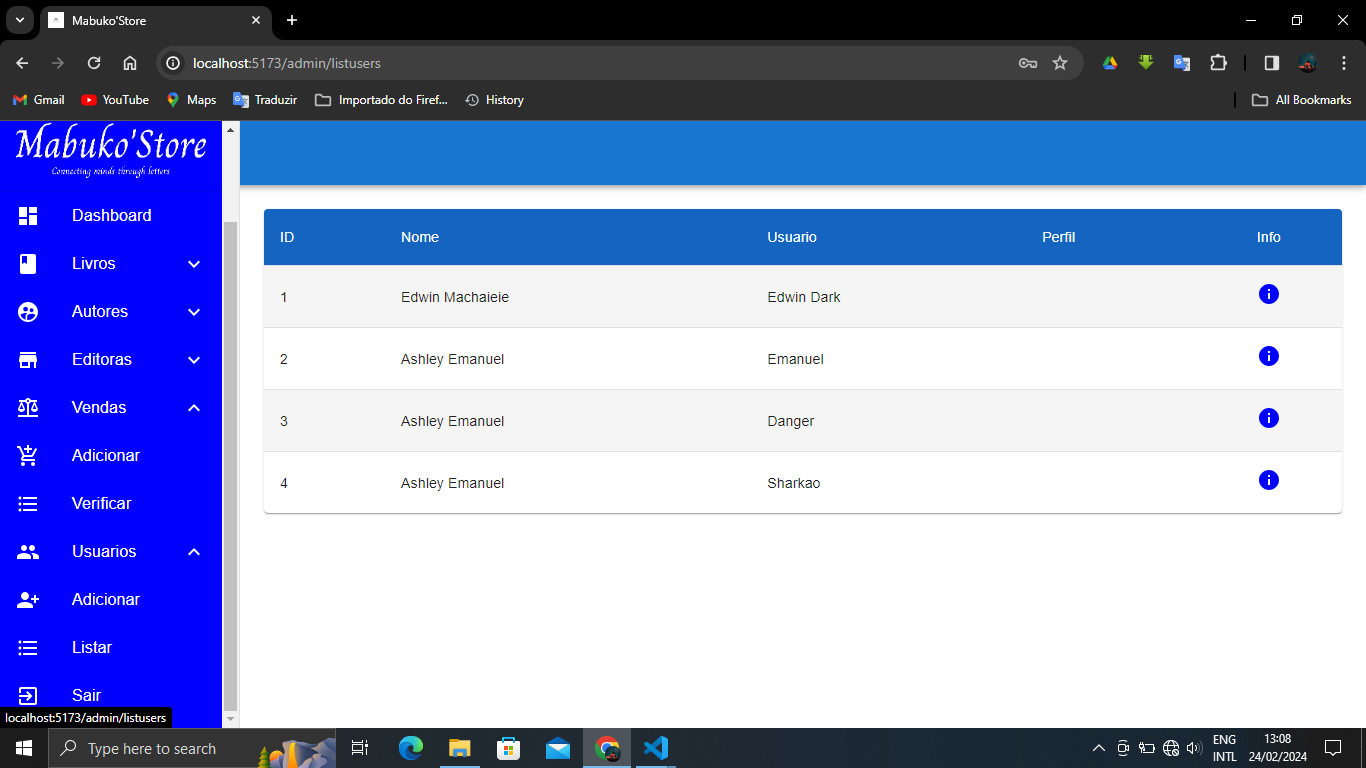 Mabuko'Store
localhost:5173/admin/listusers
Gmail YouTube Maps Traduzir Importado do Firef... History All Bookmarks
Mabuko'Store
Connecting minds through letters
Dashboard
Livros
Autores
Editoras
Vendas
Adicionar
Verificar
Usuarios
Adicionar
Listar
Sair
ID Nome Usuario Perfil Info
1 Edwin Machaieie Edwin Dark
2 Ashley Emanuel Emanuel
3 Ashley Emanuel Danger
4 Ashley Emanuel Sharkao
localhost:5173/admin/listusers
Type here to search
ENG
INTL
13:08
24/02/2024